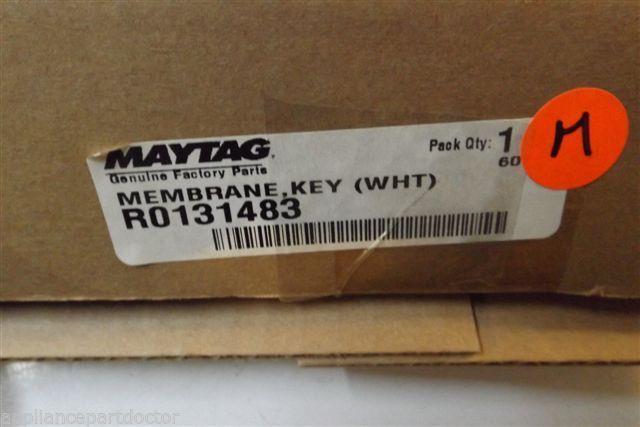 MAYTAG
Genuine Factory Parts
Pack Qty: 1
60
M
MEMBRANE,KEY (WHT)
R0131483
© appliancepartdoctor